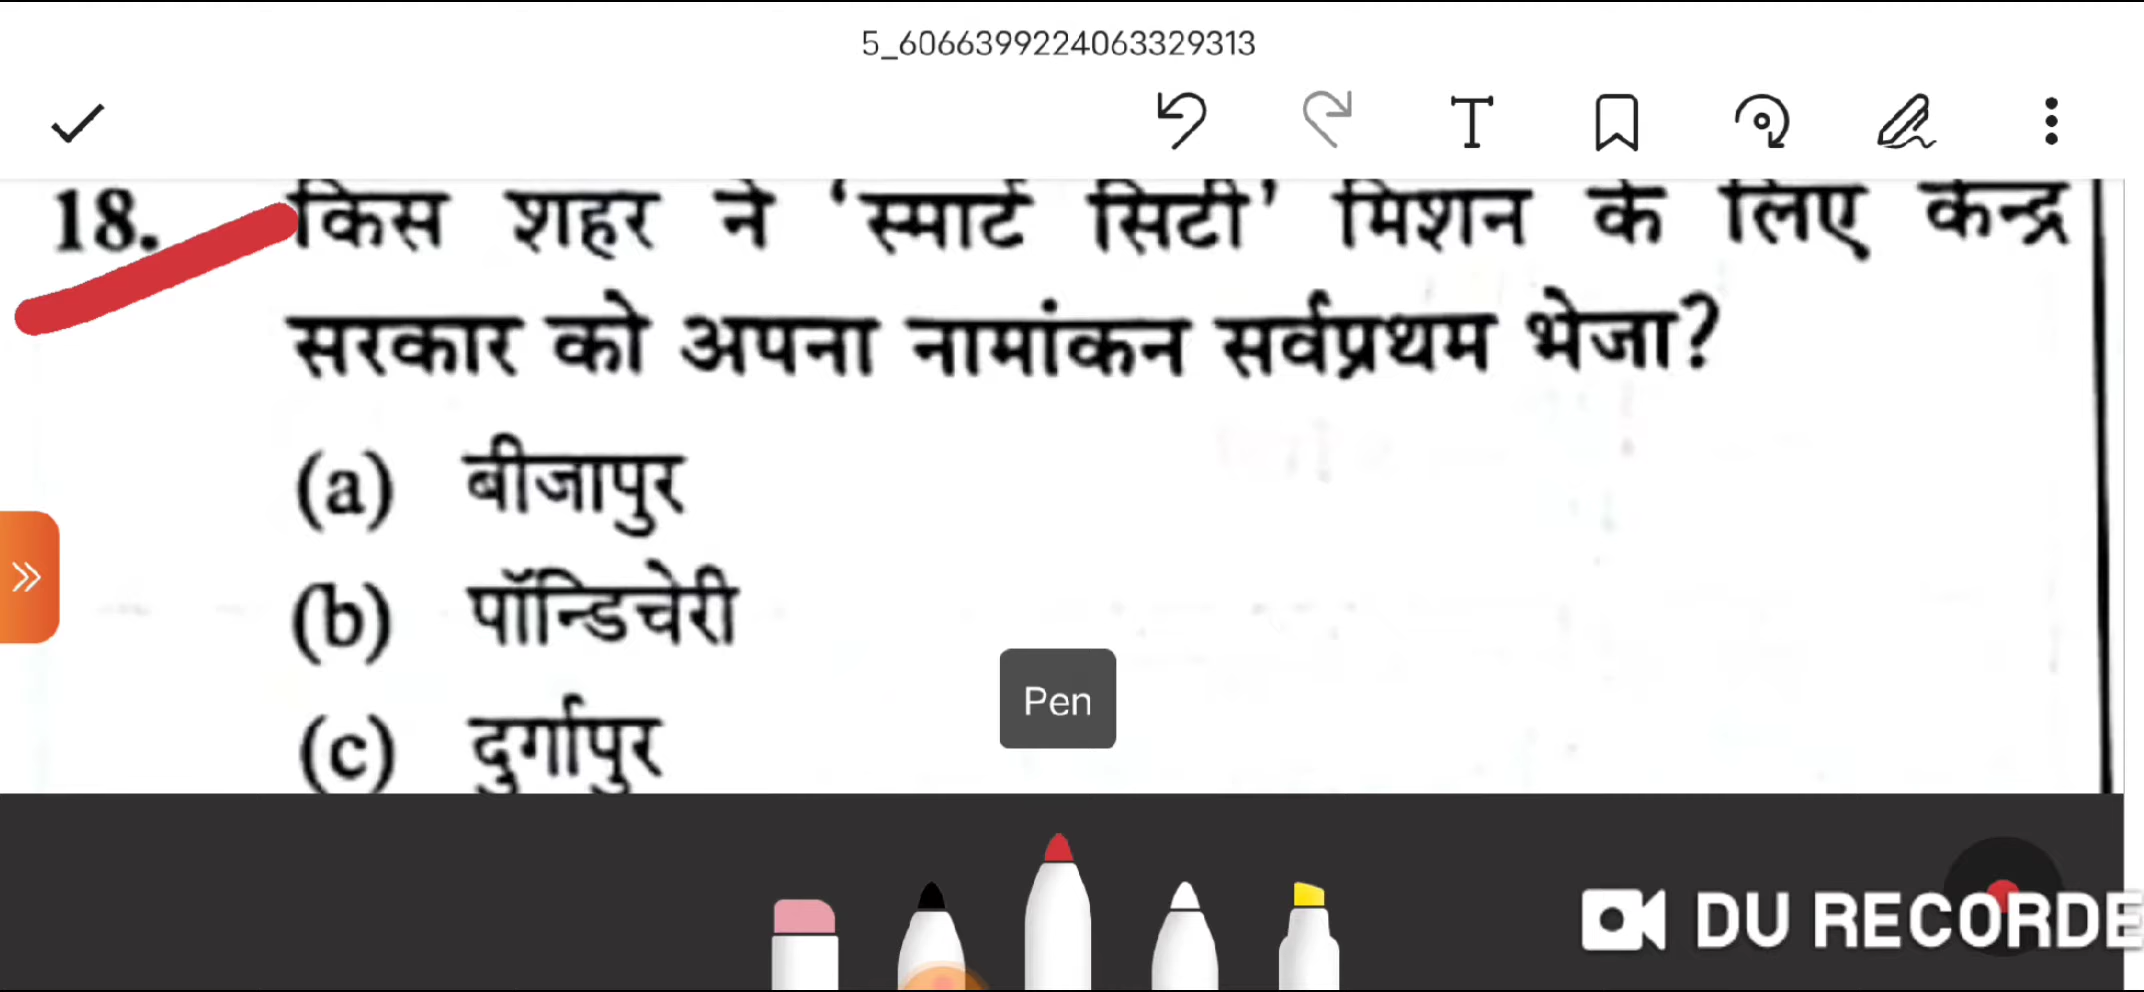 5_6066399224063329313
T
18. किस शहर ने ‘स्मार्ट सिटी’ मिशन के लिए केन्द्र
सरकार को अपना नामांकन सर्वप्रथम भेजा?
(a) बीजापुर
(b) पॉन्डिचेरी
(c) दुर्गापुर
Pen
DU RECORDE